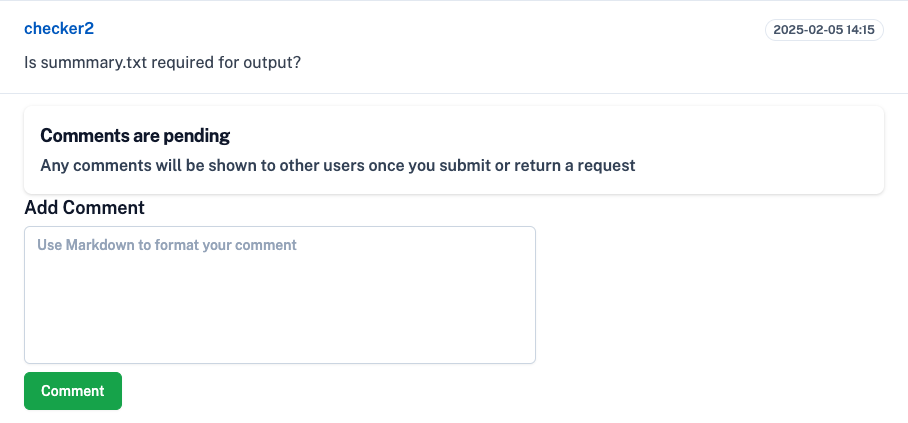 checker2
2025-02-05 14:15
Is summmary.txt required for output?
Comments are pending
Any comments will be shown to other users once you submit or return a request
Add Comment
Use Markdown to format your comment
Comment